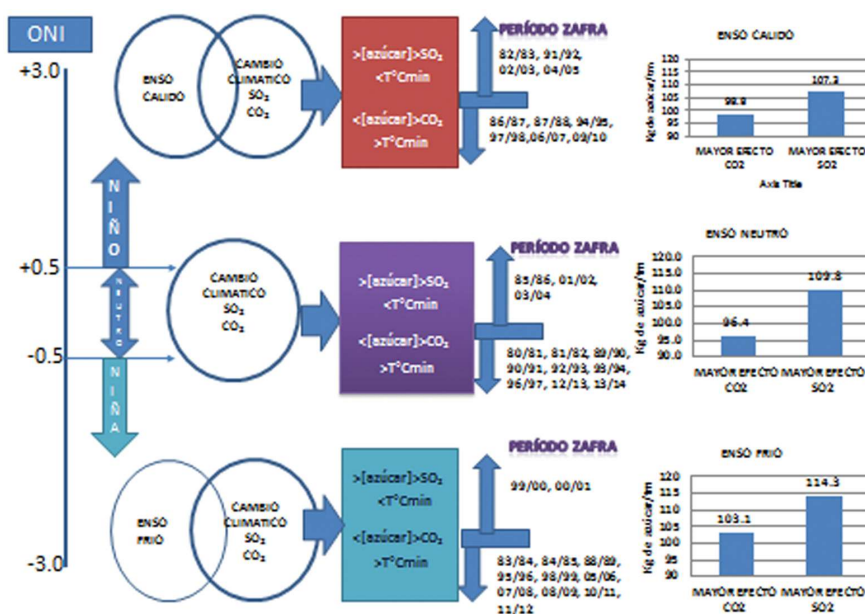 ONI
+3.0
+0.5
-0.5
-3.0
NIÑO
NEUTRO
NIÑA
ENSO
CALIDO
CAMBIO
CLIMATICO
SO₂
CO₂
>[azúcar]>SO₂
<T°Cmin
<[azúcar]>CO₂
>T°Cmin
PERÍODO ZAFRA
82/83, 91/92,
02/03, 04/05
86/87, 87/88, 94/95,
97/98,06/07, 09/10
ENSO CALIDO
Kg de azúcar/tm
120
115
110
105
100
95
90
98.8
107.3
MAYOR EFECTO
CO2
MAYOR EFECTO
SO2
Axis Title
CAMBIO
CLIMATICO
SO₂
CO₂
>[azúcar]>SO₂
<T°Cmin
<[azúcar]>CO₂
>T°Cmin
PERÍODO ZAFRA
85/86, 01/02,
03/04
80/81, 81/82, 89/90,
90/91, 92/93, 93/94,
96/97, 12/13, 13/14
ENSO NEUTRO
Kg de azúcar/tm
120.0
115.0
110.0
105.0
100.0
95.0
90.0
96.4
109.8
MAYOR EFECTO
CO2
MAYOR EFECTO
SO2
ENSO
FRIO
CAMBIO
CLIMATICO
SO₂
CO₂
>[azúcar]>SO₂
<T°Cmin
<[azúcar]>CO₂
>T°Cmin
PERÍODO ZAFRA
99/00, 00/01
83/84, 84/85, 88/89,
95/96, 98/99, 05/06,
07/08, 08/09, 10/11,
11/12
ENSO FRIO
Kg de azúcar/tm
120
115
110
105
100
95
90
103.1
114.3
MAYOR EFECTO
CO2
MAYOR EFECTO
SO2